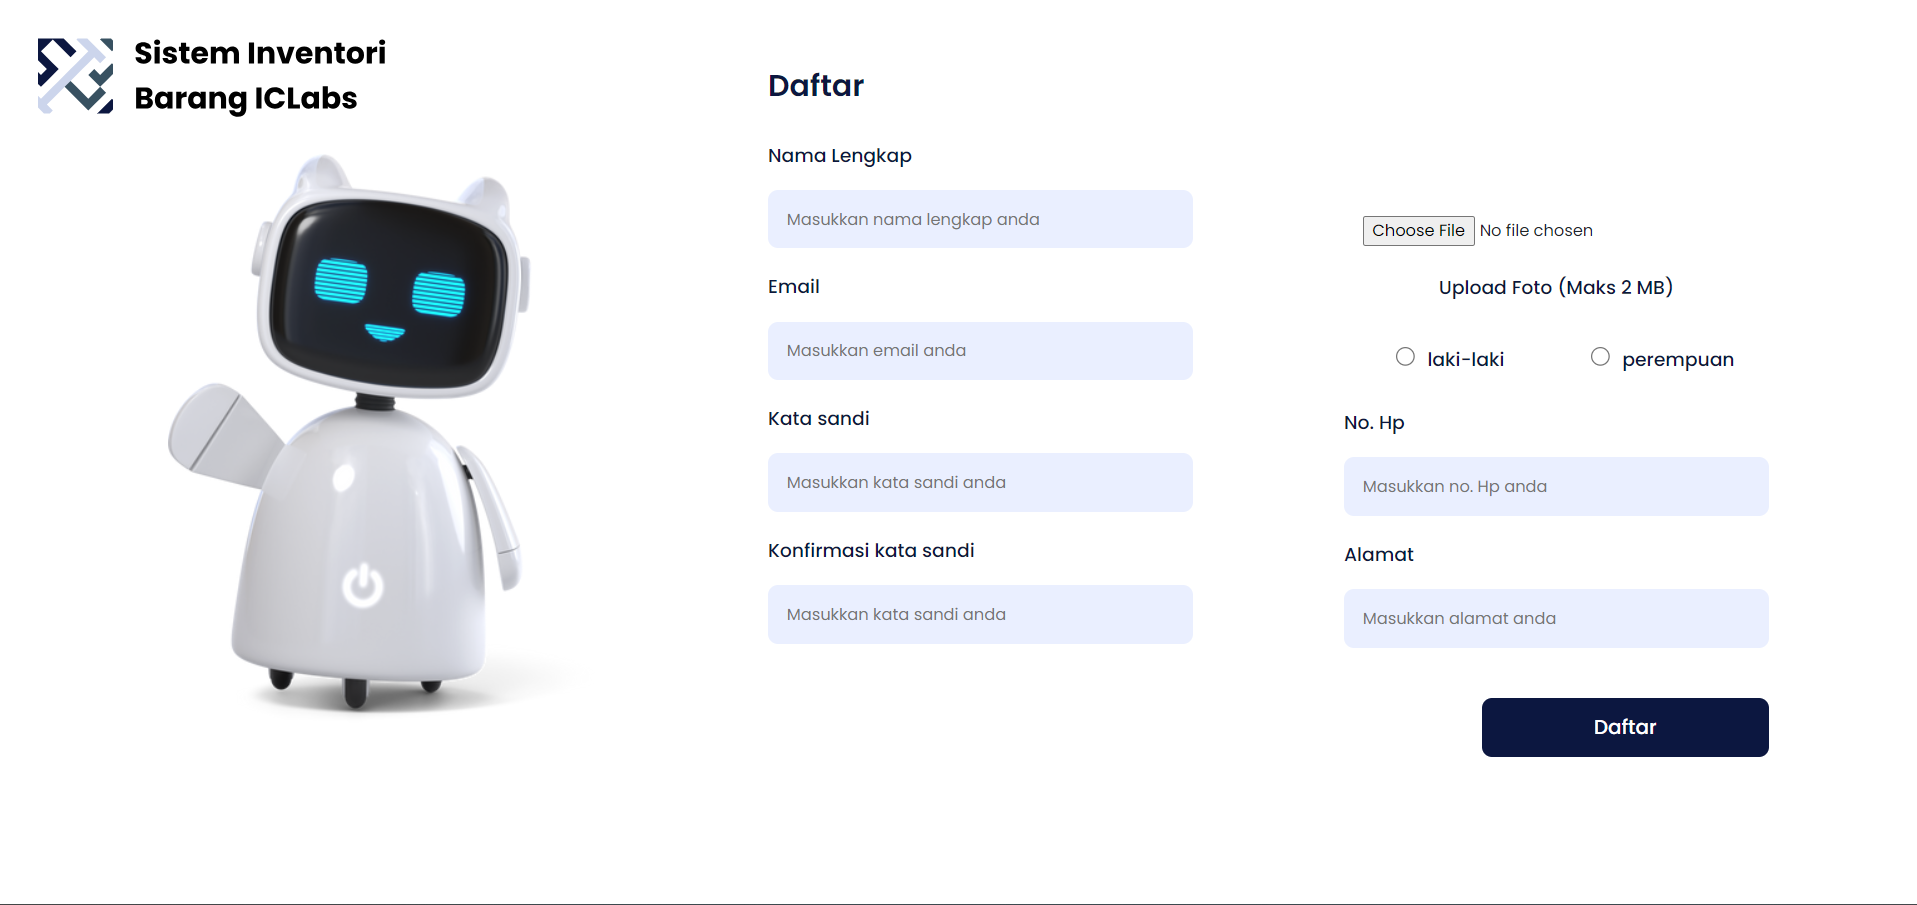 Sistem Inventori
Barang ICLabs
Daftar
Nama Lengkap
Masukkan nama lengkap anda
Email
Masukkan email anda
Kata sandi
Masukkan kata sandi anda
Konfirmasi kata sandi
Masukkan kata sandi anda
Choose File No file chosen
Upload Foto (Maks 2 MB)
laki-laki perempuan
No. Hp
Masukkan no. Hp anda
Alamat
Masukkan alamat anda
Daftar